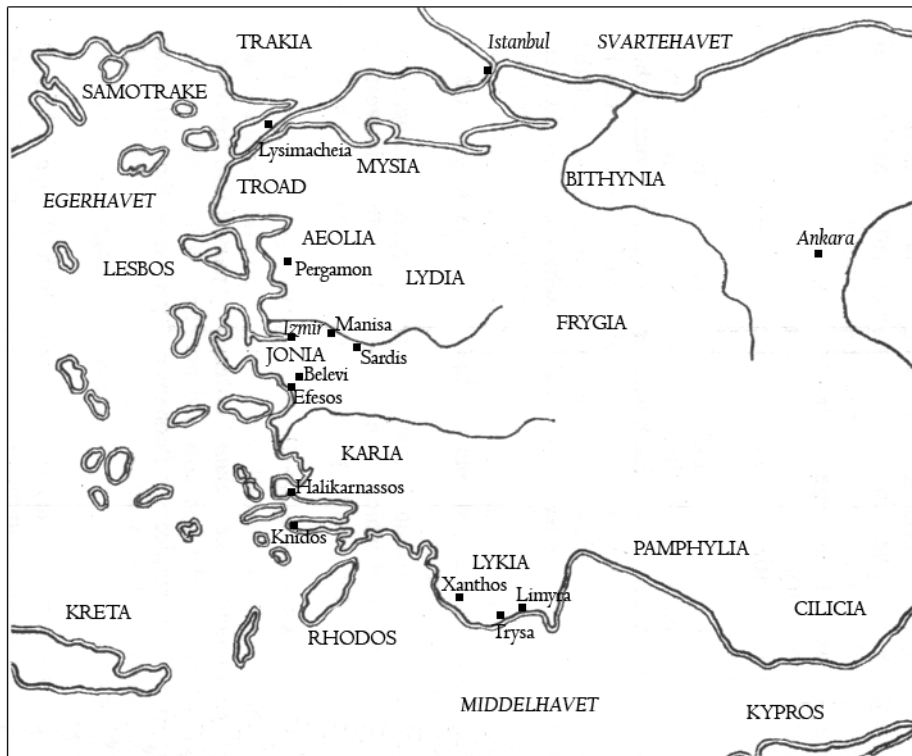 TRAKIA
Istanbul
SVARTEHAVET
SAMOTRAKE
Lysimacheia
MYSIA
BITHYNIA
TROAD
EGERHAVET
AEOLIA
Ankara
LESBOS
Pergamon
LYDIA
Izmir
Manisa
FRYGIA
JONIA
Sardis
Belevi
Efesos
KARIA
Halikarnassos
Knidos
PAMPHYLIA
LYKIA
Xanthos
Limyra
KRETA
CILICIA
RHODOS
Trysa
MIDDELHAVET
KYPROS